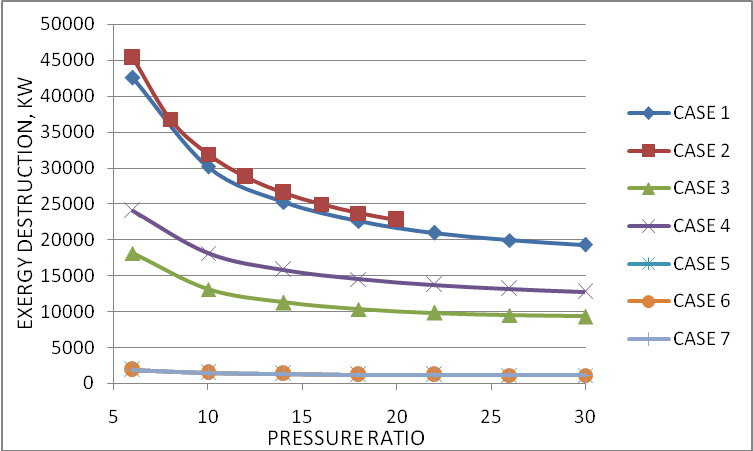 EXERGY DESTRUCTION, KW
50000
45000
40000
35000
30000
25000
20000
15000
10000
5000
0
5
10
15
20
25
30
PRESSURE RATIO
CASE 1
CASE 2
CASE 3
CASE 4
CASE 5
CASE 6
CASE 7